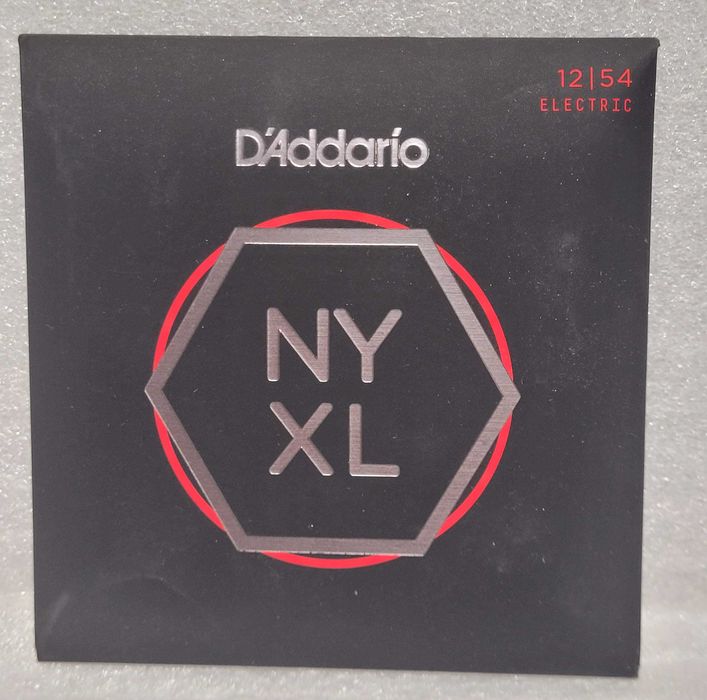 12|54
ELECTRIC
D'Addario
NY
XL